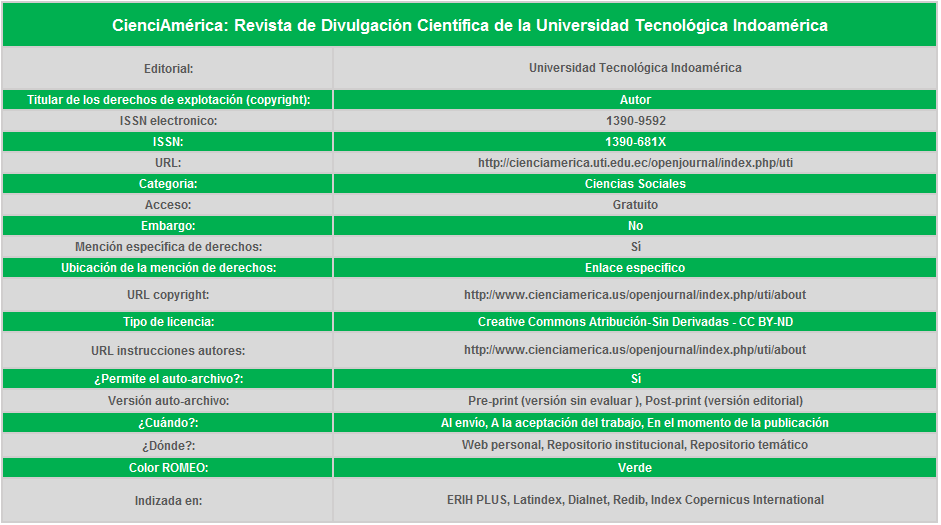 CienciAmérica: Revista de Divulgación Científica de la Universidad Tecnológica Indoamérica
Editorial: Universidad Tecnológica Indoamérica
Titular de los derechos de explotación (copyright): Autor
ISSN electronico: 1390-9592
ISSN: 1390-681X
URL: http://cienciamerica.uti.edu.ec/openjournal/index.php/uti
Categoria: Ciencias Sociales
Acceso: Gratuito
Embargo: No
Mención específica de derechos: Sí
Ubicación de la mención de derechos: Enlace especifico
URL copyright: http://www.cienciamerica.us/openjournal/index.php/uti/about
Tipo de licencia: Creative Commons Atribución-Sin Derivadas - CC BY-ND
URL instrucciones autores: http://www.cienciamerica.us/openjournal/index.php/uti/about
¿Permite el auto-archivo?: Sí
Versión auto-archivo: Pre-print (versión sin evaluar ), Post-print (versión editorial)
¿Cuándo?: Al envío, A la aceptación del trabajo, En el momento de la publicación
¿Dónde?: Web personal, Repositorio institucional, Repositorio temático
Color ROMEO: Verde
Indizada en: ERIH PLUS, Latindex, Dialnet, Redib, Index Copernicus International